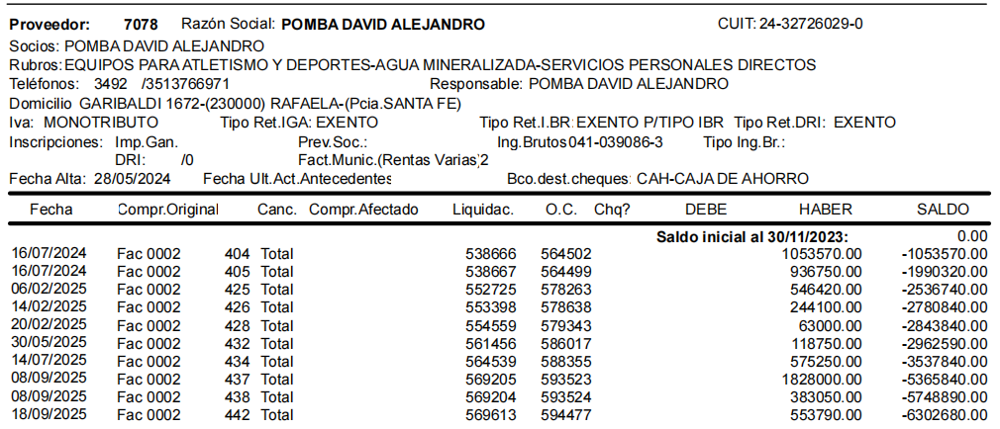 Proveedor: 7078 Razón Social: POMBA DAVID ALEJANDRO CUIT: 24-32726029-0
Socios: POMBA DAVID ALEJANDRO
Rubros: EQUIPOS PARA ATLETISMO Y DEPORTES-AGUA MINERALIZADA-SERVICIOS PERSONALES DIRECTOS
Teléfonos: 3492 /3513766971 Responsable: POMBA DAVID ALEJANDRO
Domicilio GARIBALDI 1672-(230000) RAFAELA-(Pcia.SANTA FE)
Iva: MONOTRIBUTO Tipo Ret.IGA: EXENTO Tipo Ret.I.BR: EXENTO P/TIPO IBR Tipo Ret.DRI: EXENTO
Inscripciones: Imp.Gan. Prev.Soc.: Ing.Brutos 041-039086-3 Tipo Ing.Br.:
DRI: /0 Fact.Munic.(Rentas Varias) 2
Fecha Alta: 28/05/2024 Fecha Ult.Act.Antecedentes Bco.dest.cheques: CAH-CAJA DE AHORRO
Fecha Compr.Original Canc. Compr.Afectado Liquidac. O.C. Chq? DEBE HABER SALDO
Saldo inicial al 30/11/2023: 0.00
16/07/2024 Fac 0002 404 Total 538666 564502 1053570.00 -1053570.00
16/07/2024 Fac 0002 405 Total 538667 564499 936750.00 -1990320.00
06/02/2025 Fac 0002 425 Total 552725 578263 546420.00 -2536740.00
14/02/2025 Fac 0002 426 Total 553398 578638 244100.00 -2780840.00
20/02/2025 Fac 0002 428 Total 554559 579343 63000.00 -2843840.00
30/05/2025 Fac 0002 432 Total 561456 586017 118750.00 -2962590.00
14/07/2025 Fac 0002 434 Total 564539 588355 575250.00 -3537840.00
08/09/2025 Fac 0002 437 Total 569205 593523 1828000.00 -5365840.00
08/09/2025 Fac 0002 438 Total 569204 593524 383050.00 -5748890.00
18/09/2025 Fac 0002 442 Total 569613 594477 553790.00 -6302680.00